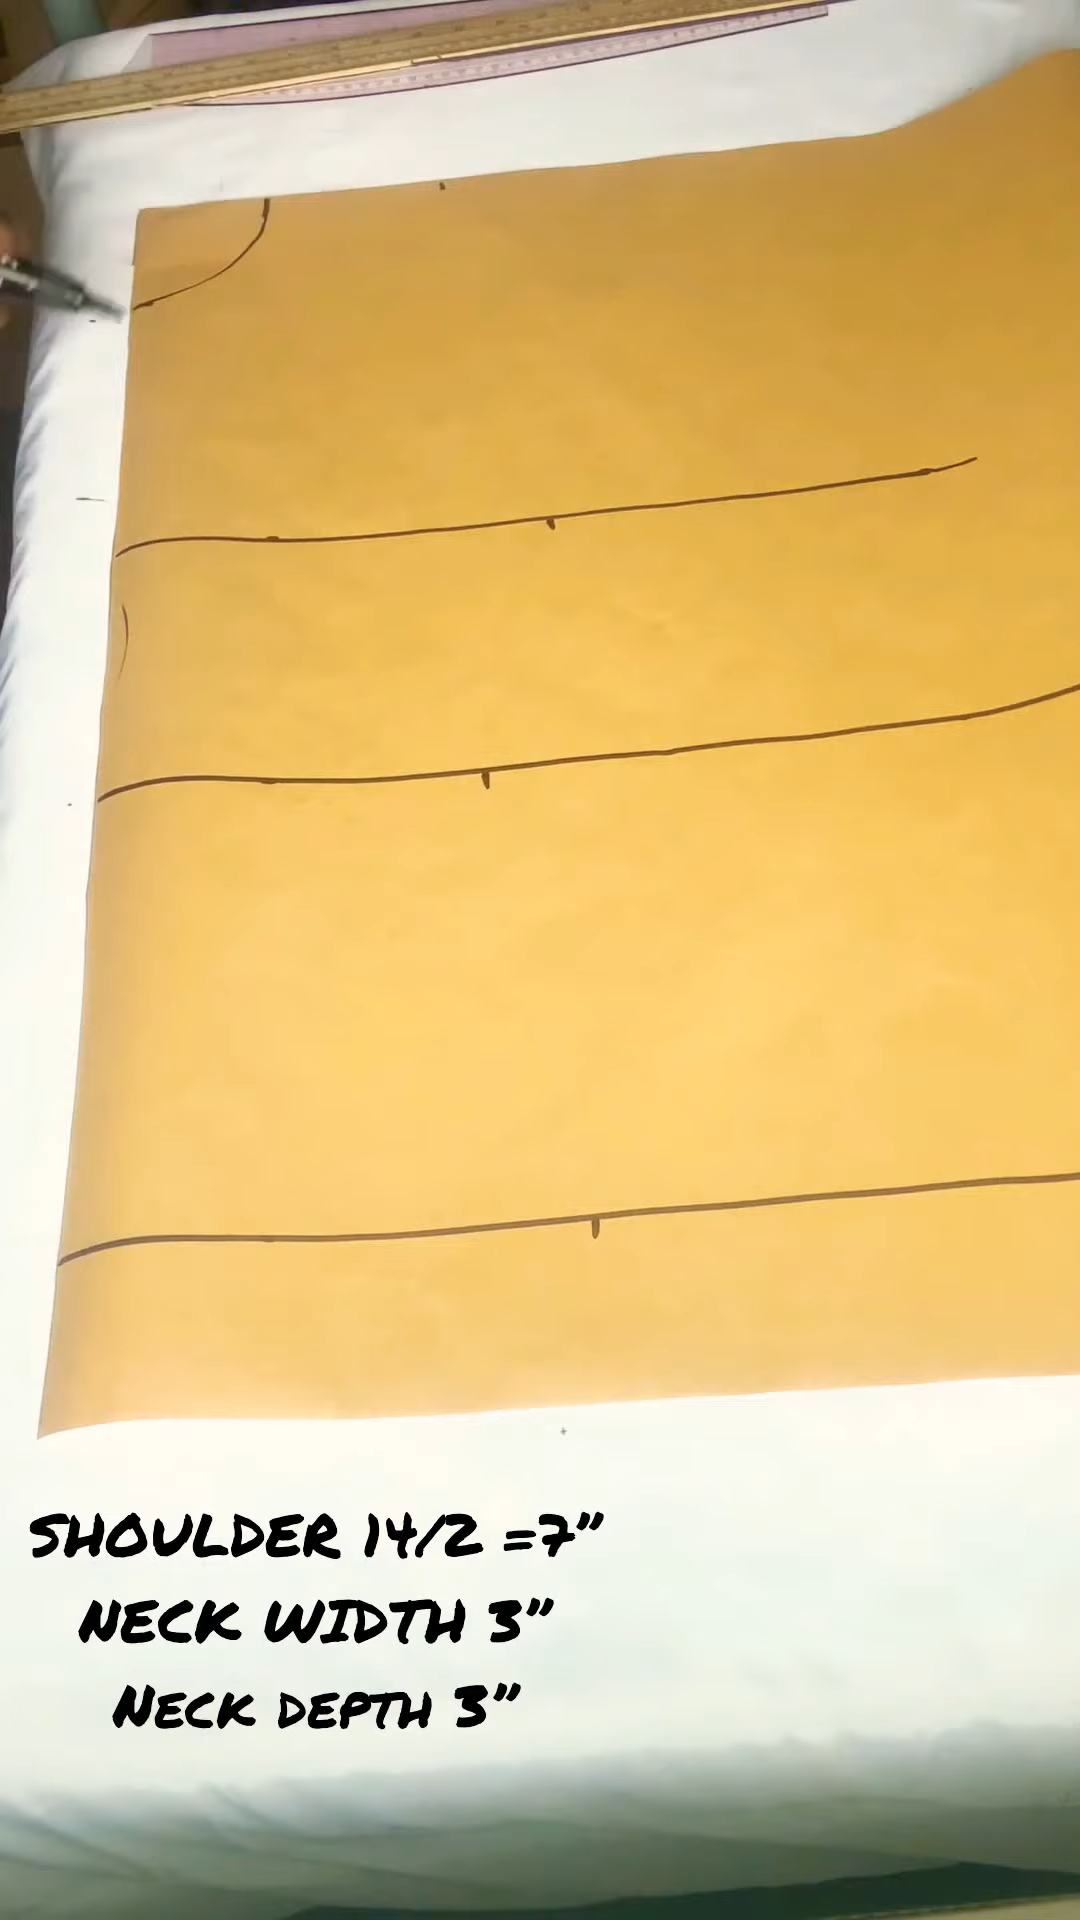 SHOULDER 14/2 =7"
NECK WIDTH 3"
NECK DEPTH 3"